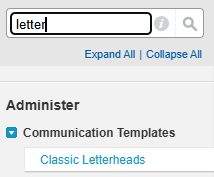 letter
Expand All | Collapse All
Administer
Communication Templates
Classic Letterheads